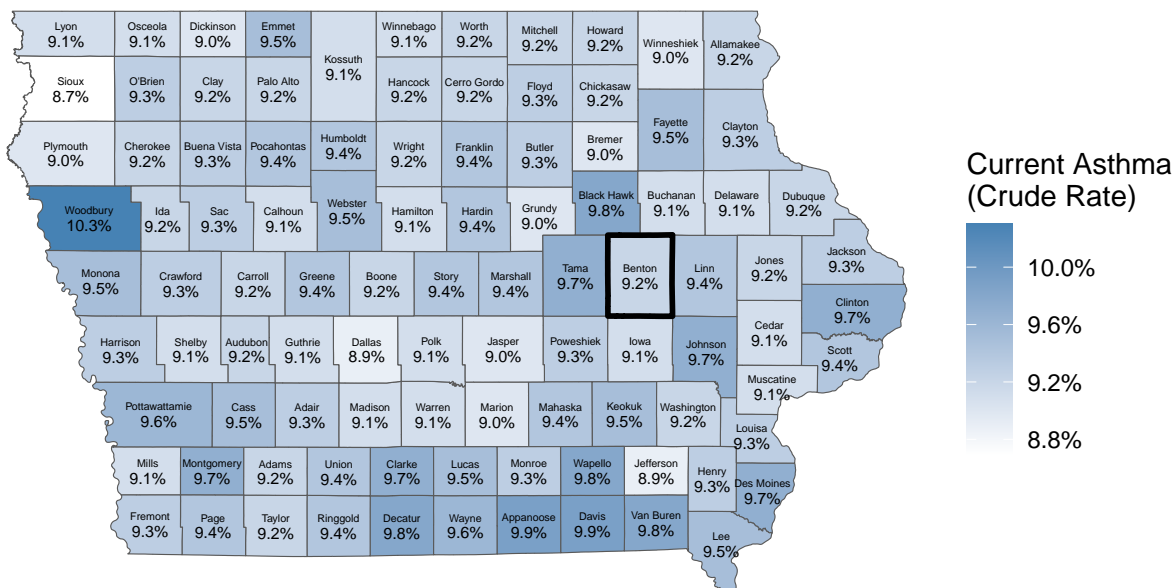 Lyon
9.1%
Osceola
9.1%
Dickinson
9.0%
Emmet
9.5%
Kossuth
9.1%
Winnebago
9.1%
Worth
9.2%
Mitchell
9.2%
Howard
9.2%
Winneshiek
9.0%
Allamakee
9.2%
Sioux
8.7%
O'Brien
9.3%
Clay
9.2%
Palo Alto
9.2%
Hancock
9.2%
Cerro Gordo
9.2%
Floyd
9.3%
Chickasaw
9.2%
Fayette
9.5%
Clayton
9.3%
Plymouth
9.0%
Cherokee
9.2%
Buena Vista
9.3%
Pocahontas
9.4%
Humboldt
9.4%
Wright
9.2%
Franklin
9.4%
Butler
9.3%
Bremer
9.0%
Woodbury
10.3%
Ida
9.2%
Sac
9.3%
Calhoun
9.1%
Webster
9.5%
Hamilton
9.1%
Hardin
9.4%
Grundy
9.0%
Black Hawk
9.8%
Buchanan
9.1%
Delaware
9.1%
Dubuque
9.2%
Monona
9.5%
Crawford
9.3%
Carroll
9.2%
Greene
9.4%
Boone
9.2%
Story
9.4%
Marshall
9.4%
Tama
9.7%
Benton
9.2%
Linn
9.4%
Jones
9.2%
Jackson
9.3%
Clinton
9.7%
Harrison
9.3%
Shelby
9.1%
Audubon
9.2%
Guthrie
9.1%
Dallas
8.9%
Polk
9.1%
Jasper
9.0%
Poweshiek
9.3%
Iowa
9.1%
Johnson
9.7%
Cedar
9.1%
Scott
9.4%
Muscatine
9.1%
Pottawattamie
9.6%
Cass
9.5%
Adair
9.3%
Madison
9.1%
Warren
9.1%
Marion
9.0%
Mahaska
9.4%
Keokuk
9.5%
Washington
9.2%
Louisa
9.3%
Mills
9.1%
Montgomery
9.7%
Adams
9.2%
Union
9.4%
Clarke
9.7%
Lucas
9.5%
Monroe
9.3%
Wapello
9.8%
Jefferson
8.9%
Henry
9.3%
Des Moines
9.7%
Fremont
9.3%
Page
9.4%
Taylor
9.2%
Ringgold
9.4%
Decatur
9.8%
Wayne
9.6%
Appanoose
9.9%
Davis
9.9%
Van Buren
9.8%
Lee
9.5%
Current Asthma
(Crude Rate)
10.0%
9.6%
9.2%
8.8%